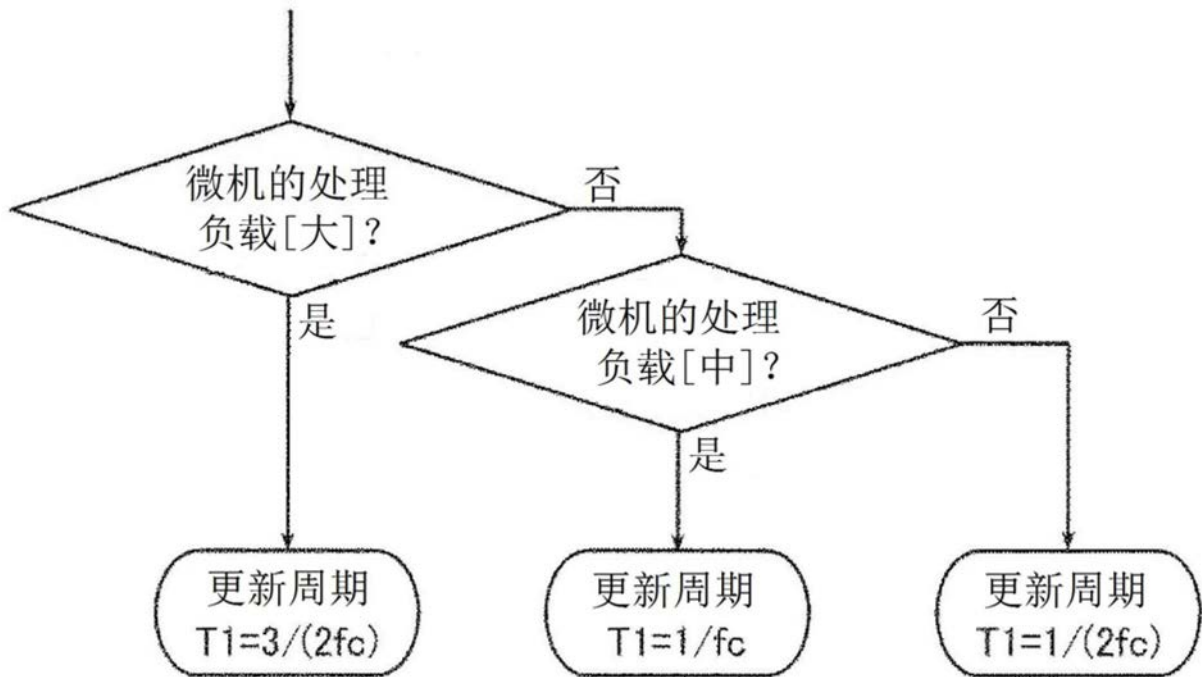 微机的处理
负载[大]?
否
是
微机的处理
负载[中]?
否
是
更新周期
T1=3/(2fc)
更新周期
T1=1/fc
更新周期
T1=1/(2fc)